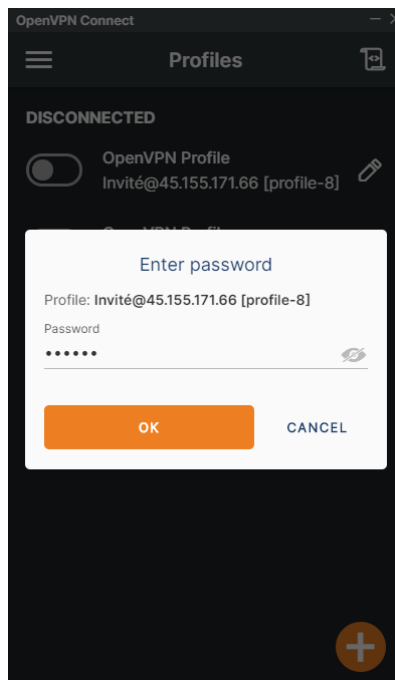 OpenVPN Connect
Profiles
DISCONNECTED
OpenVPN Profile
Invité@45.155.171.66 [profile-8]
Enter password
Profile: Invité@45.155.171.66 [profile-8]
Password
••••••
OK
CANCEL